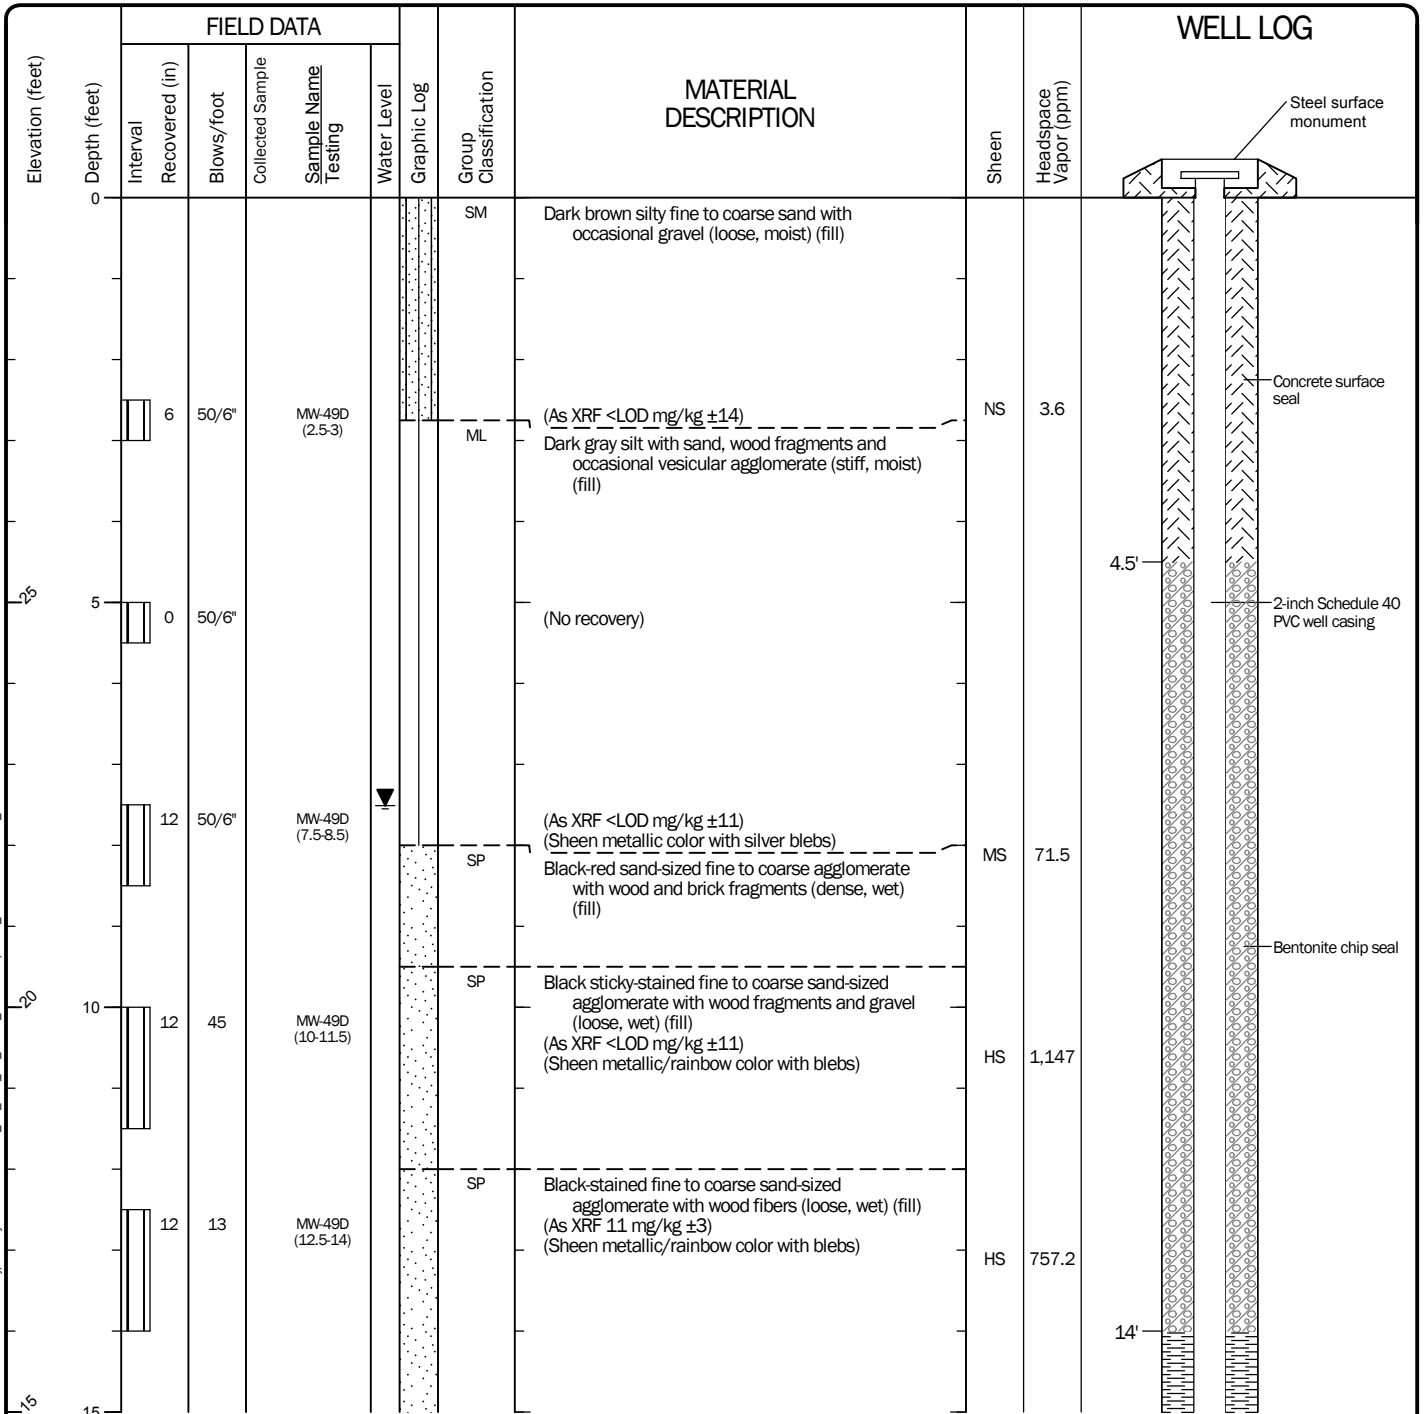 FIELD DATA
WELL LOG
Elevation (feet)
Depth (feet)
Interval
Recovered (in)
Blows/foot
Collected Sample
Sample Name
Testing
Water Level
Graphic Log
Group
Classification
MATERIAL
DESCRIPTION
Sheen
Headspace
Vapor (ppm)
Steel surface
monument
0
SM
Dark brown silty fine to coarse sand with
occasional gravel (loose, moist) (fill)
Concrete surface
seal
6
50/6"
MW-49D
(2.5-3)
(As XRF <LOD mg/kg ±14)
NS
3.6
ML
Dark gray silt with sand, wood fragments and
occasional vesicular agglomerate (stiff, moist)
(fill)
4.5'
25
5
0
50/6"
(No recovery)
2-inch Schedule 40
PVC well casing
12
50/6"
MW-49D
(7.5-8.5)
(As XRF <LOD mg/kg ±11)
(Sheen metallic color with silver blebs)
MS
71.5
SP
Black-red sand-sized fine to coarse agglomerate
with wood and brick fragments (dense, wet)
(fill)
Bentonite chip seal
SP
Black sticky-stained fine to coarse sand-sized
agglomerate with wood fragments and gravel
(loose, wet) (fill)
20
10
12
45
MW-49D
(10-11.5)
(As XRF <LOD mg/kg ±11)
(Sheen metallic/rainbow color with blebs)
HS
1,147
SP
Black-stained fine to coarse sand-sized
agglomerate with wood fibers (loose, wet) (fill)
12
13
MW-49D
(12.5-14)
(As XRF 11 mg/kg ±3)
(Sheen metallic/rainbow color with blebs)
HS
757.2
14'
15
15